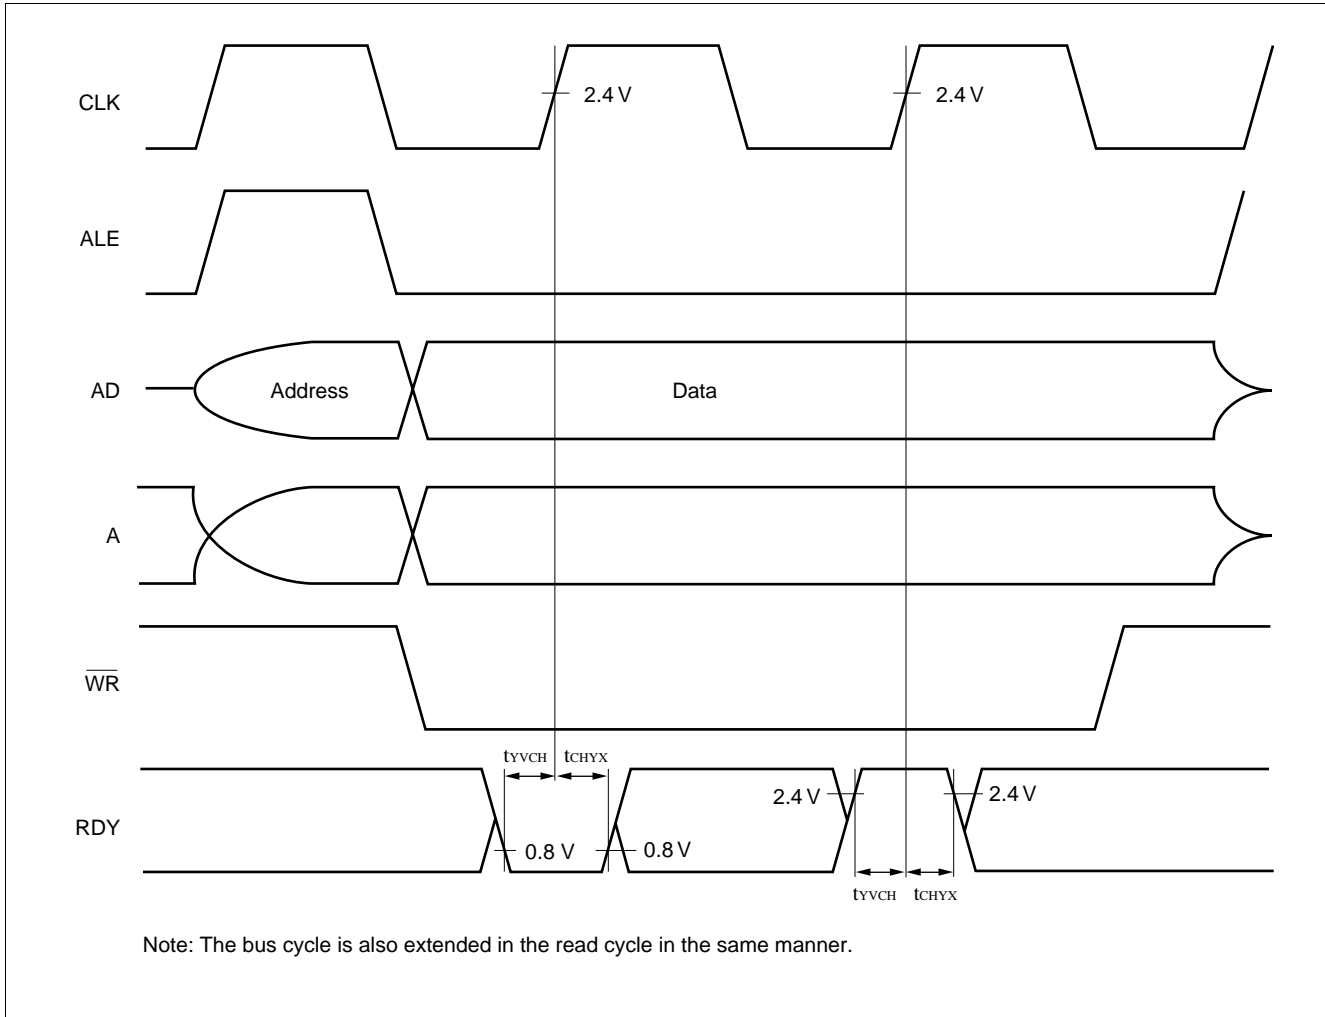 CLK
2.4 V
2.4 V
ALE
AD
Address
Data
A
WR
tYVCH
tCHYX
RDY
2.4 V
2.4 V
0.8 V
0.8 V
tYVCH
tCHYX
Note: The bus cycle is also extended in the read cycle in the same manner.